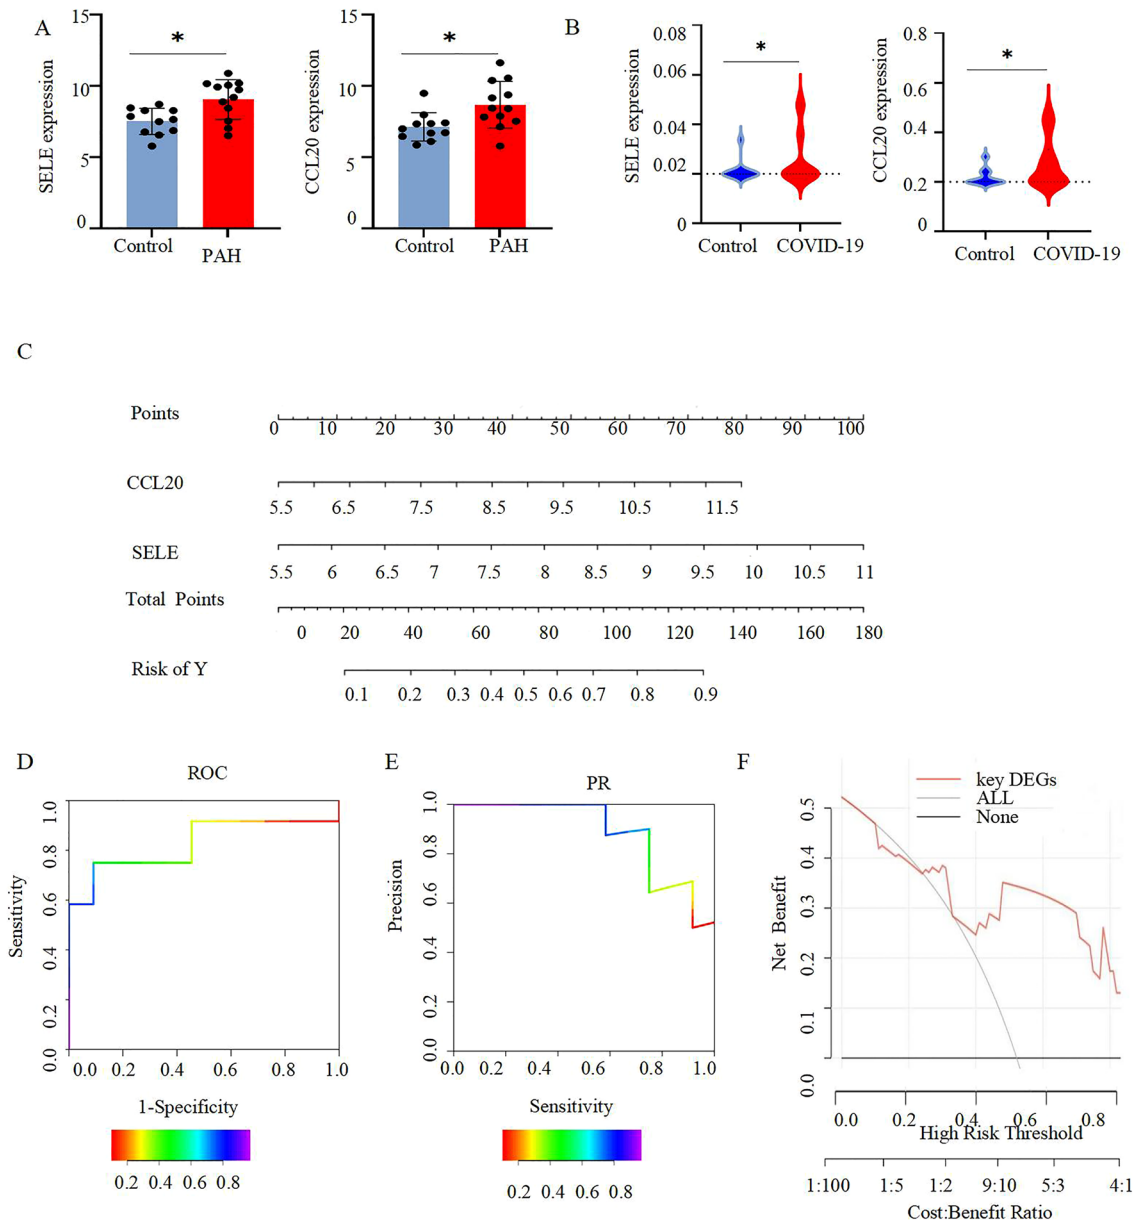 A
SELE expression
15
10
5
0
*
Control
PAH
CCL20 expression
15
10
5
0
*
Control
PAH
B
SELE expression
0.08
0.06
0.04
0.02
0
*
Control
COVID-19
CCL20 expression
0.8
0.6
0.4
0.2
0
*
Control
COVID-19
C
Points
0 10 20 30 40 50 60 70 80 90 100
CCL20
5.5 6.5 7.5 8.5 9.5 10.5 11.5
SELE
5.5 6 6.5 7 7.5 8 8.5 9 9.5 10 10.5 11
Total Points
0 20 40 60 80 100 120 140 160 180
Risk of Y
0.1 0.2 0.3 0.4 0.5 0.6 0.7 0.8 0.9
D
ROC
Sensitivity
1.0
0.8
0.6
0.4
0.2
0.0
0.0 0.2 0.4 0.6 0.8 1.0
1-Specificity
0.2 0.4 0.6 0.8
E
PR
Precision
1.0
0.8
0.6
0.4
0.2
0.0
0.0 0.2 0.4 0.6 0.8 1.0
Sensitivity
0.2 0.4 0.6 0.8
F
key DEGs
ALL
None
Net Benefit
0.5
0.4
0.3
0.2
0.1
0.0
0.0 0.2 0.4 0.6 0.8
High Risk Threshold
1:100 1:5 1:2 9:10 5:3 4:1
Cost:Benefit Ratio